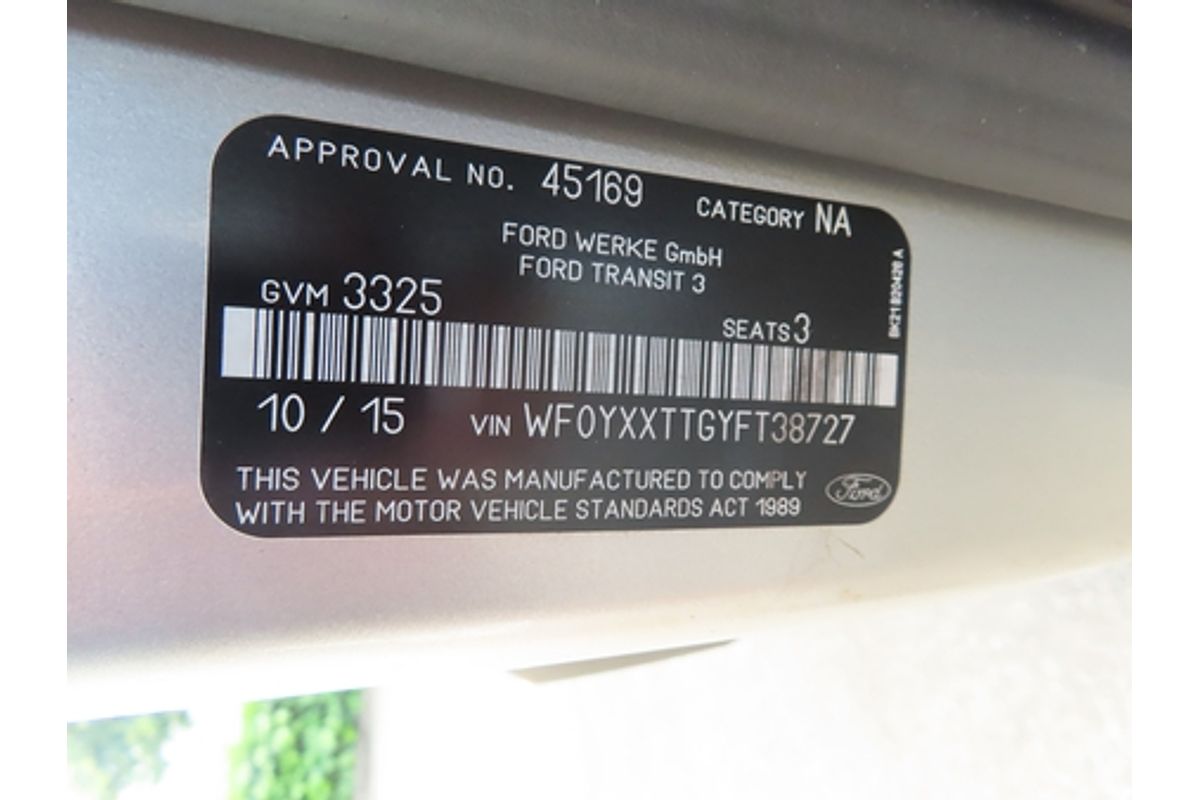 APPROVAL NO. 45169 CATEGORY NA
FORD WERKE GmbH
FORD TRANSIT 3
GVM 3325 SEATS 3
10 / 15 VIN WF0YXXTTGYFT38727
THIS VEHICLE WAS MANUFACTURED TO COMPLY
WITH THE MOTOR VEHICLE STANDARDS ACT 1989
Ford